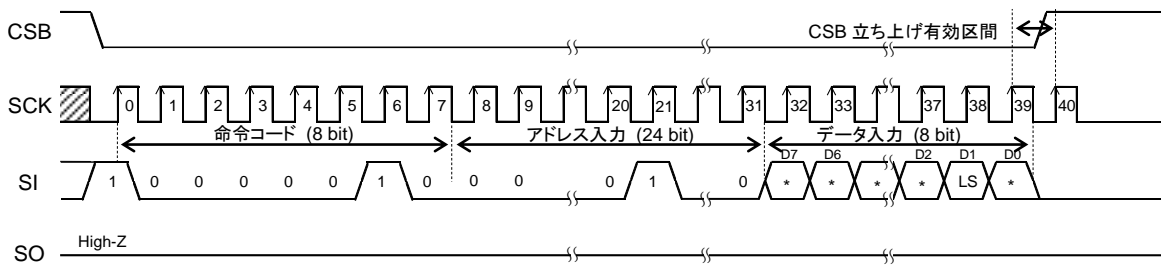 CSB
CSB 立ち上げ有効区間
SCK
0 1 2 3 4 5 6 7 8 9 20 21 31 32 33 37 38 39 40
命令コード (8 bit) アドレス入力 (24 bit) データ入力 (8 bit)
D7 D6 D2 D1 D0
SI
1 0 0 0 0 0 1 0 0 0 0 1 0 * * * * LS *
High-Z
SO